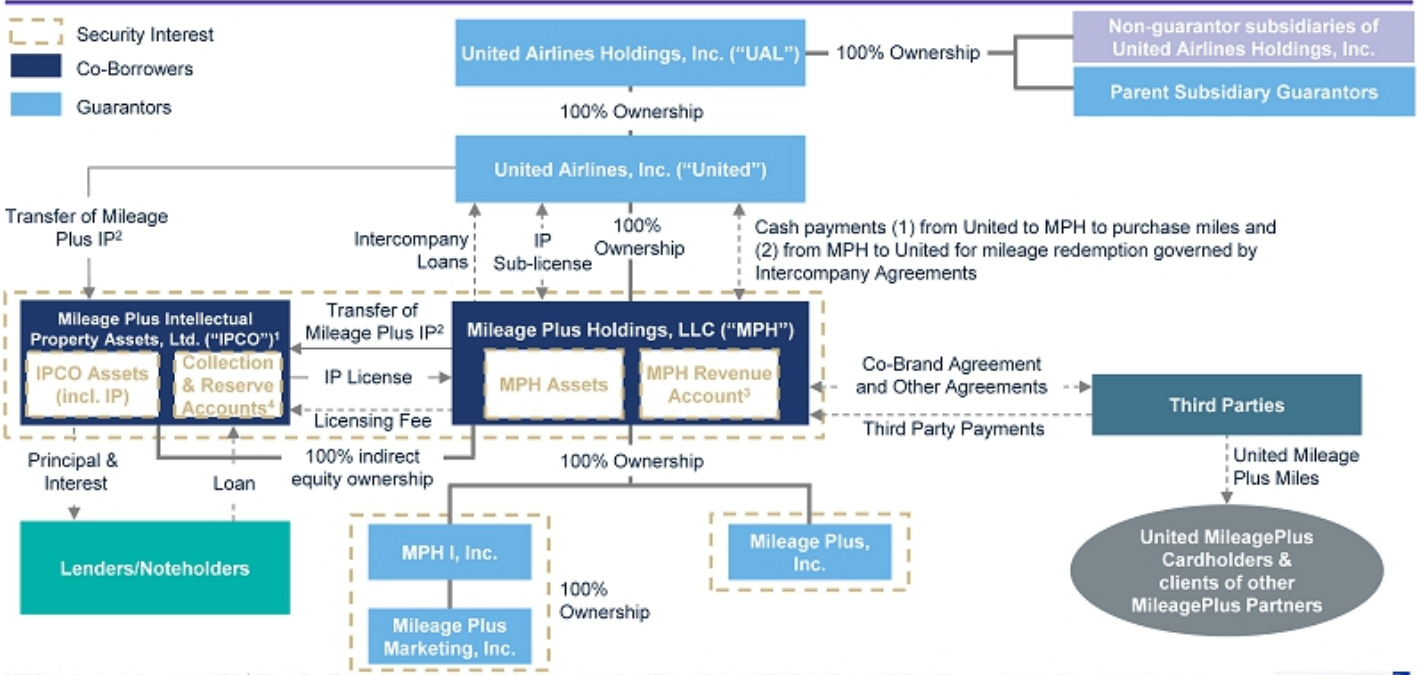 Security Interest
Co-Borrowers
Guarantors
United Airlines Holdings, Inc. (“UAL”)
100% Ownership
Non-guarantor subsidiaries of
United Airlines Holdings, Inc.
Parent Subsidiary Guarantors
100% Ownership
United Airlines, Inc. (“United”)
Transfer of Mileage
Plus IP²
Intercompany
Loans
IP
Sub-license
100%
Ownership
Cash payments (1) from United to MPH to purchase miles and
(2) from MPH to United for mileage redemption governed by
Intercompany Agreements
Mileage Plus Intellectual
Property Assets, Ltd. (“IPCO”)¹
IPCO Assets
(incl. IP)
Collection
& Reserve
Accounts⁴
Transfer of
Mileage Plus IP²
IP License
Licensing Fee
Mileage Plus Holdings, LLC (“MPH”)
MPH Assets
MPH Revenue
Account³
Co-Brand Agreement
and Other Agreements
Third Party Payments
Third Parties
Principal &
Interest
Loan
100% indirect
equity ownership
100% Ownership
United Mileage
Plus Miles
Lenders/Noteholders
MPH I, Inc.
Mileage Plus
Marketing, Inc.
100%
Ownership
Mileage Plus,
Inc.
United MileagePlus
Cardholders &
clients of other
MileagePlus Partners